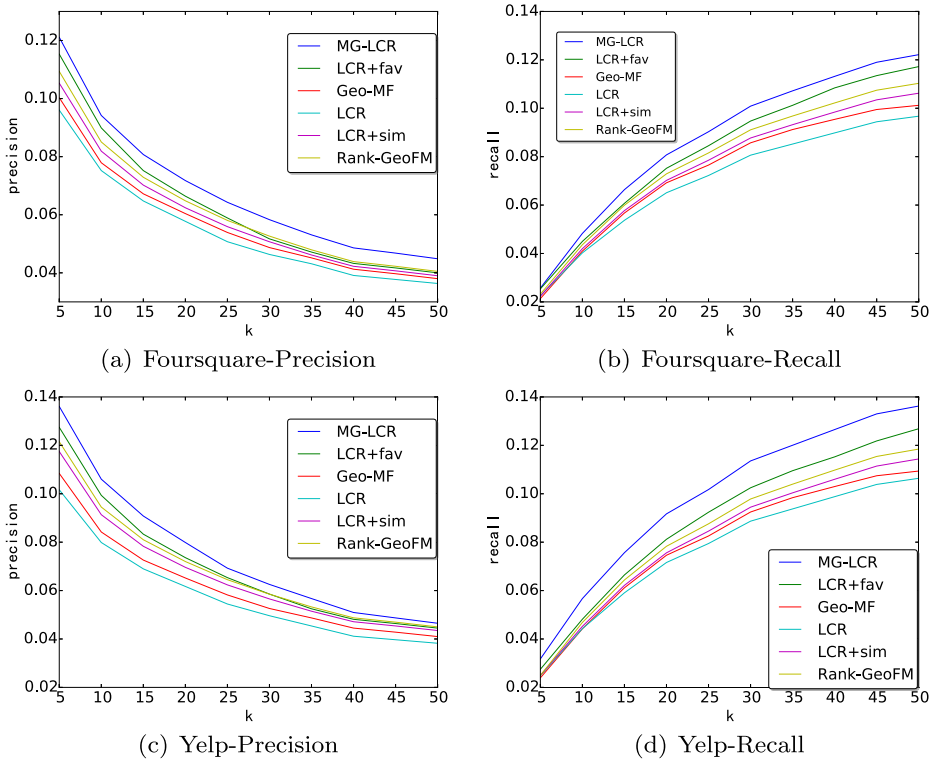 0.12
0.10
0.08
0.06
0.04
precision
5 10 15 20 25 30 35 40 45 50
k
MG-LCR
LCR+fav
Geo-MF
LCR
LCR+sim
Rank-GeoFM
(a) Foursquare-Precision
0.14
0.12
0.10
0.08
0.06
0.04
0.02
recall
5 10 15 20 25 30 35 40 45 50
k
MG-LCR
LCR+fav
Geo-MF
LCR
LCR+sim
Rank-GeoFM
(b) Foursquare-Recall
0.14
0.12
0.10
0.08
0.06
0.04
0.02
precision
5 10 15 20 25 30 35 40 45 50
k
MG-LCR
LCR+fav
Geo-MF
LCR
LCR+sim
Rank-GeoFM
(c) Yelp-Precision
0.14
0.12
0.10
0.08
0.06
0.04
0.02
recall
5 10 15 20 25 30 35 40 45 50
k
MG-LCR
LCR+fav
Geo-MF
LCR
LCR+sim
Rank-GeoFM
(d) Yelp-Recall